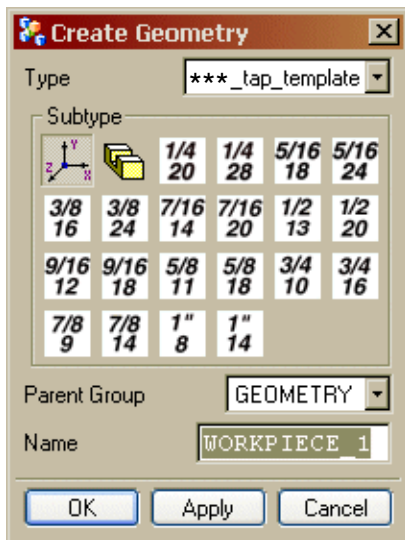 Create Geometry
Type ***_tap_template
Subtype
Y Z X 1/4 1/4 5/16 5/16
20 28 18 24
3/8 3/8 7/16 7/16 1/2 1/2
16 24 14 20 13 20
9/16 9/16 5/8 5/8 3/4 3/4
12 18 11 18 10 16
7/8 7/8 1" 1"
9 14 8 14
Parent Group GEOMETRY
Name WORKPIECE_1
OK Apply Cancel